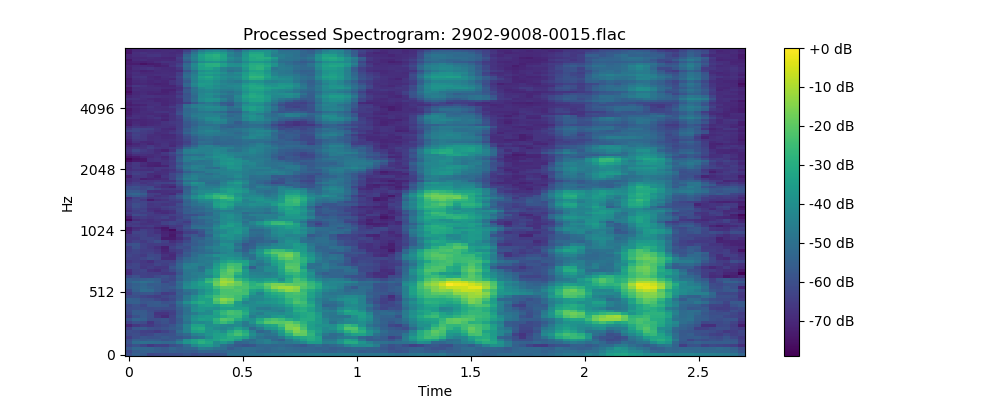 Processed Spectrogram: 2902-9008-0015.flac
Hz
4096
2048
1024
512
0
0
0.5
1
1.5
2
2.5
Time
+0 dB
-10 dB
-20 dB
-30 dB
-40 dB
-50 dB
-60 dB
-70 dB